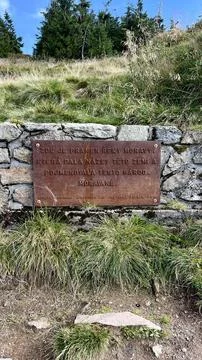 ZDE JE PRAMEN ŘEKY MORAVY,
KTERÁ DALA NÁZEV TÉTO ZEMI A
POJMENOVALA TENTO NÁROD.
MORAVANÉ.